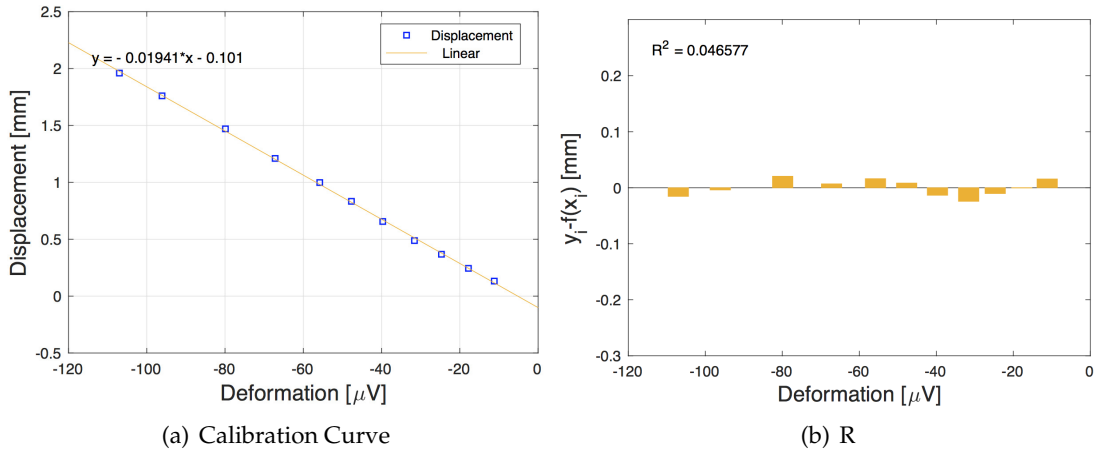 2.5
2
1.5
1
0.5
0
-0.5
-120
-100
-80
-60
-40
-20
0
Displacement [mm]
Deformation [μV]
y = - 0.01941*x - 0.101
Displacement
Linear
(a) Calibration Curve
R² = 0.046577
0.2
0.1
0
-0.1
-0.2
-0.3
-120
-100
-80
-60
-40
-20
0
yᵢ-f(xᵢ) [mm]
Deformation [μV]
(b) R